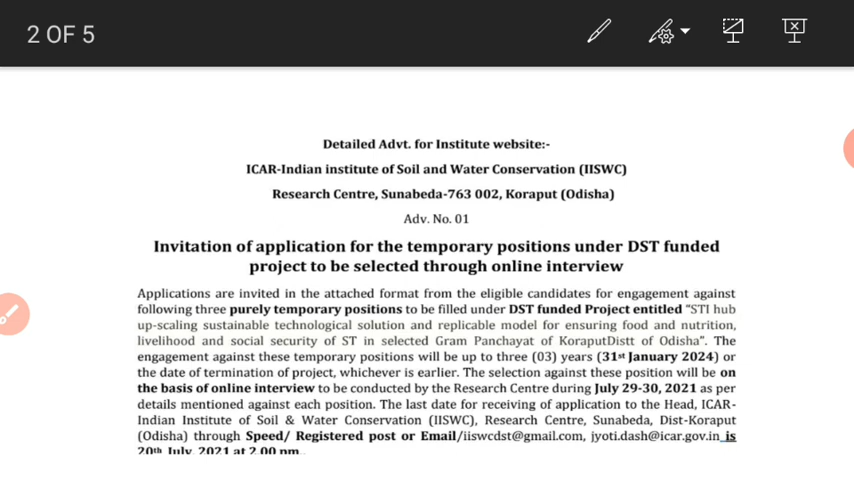 2 OF 5
Detailed Advt. for Institute website:-
ICAR-Indian institute of Soil and Water Conservation (IISWC)
Research Centre, Sunabeda-763 002, Koraput (Odisha)
Adv. No. 01
Invitation of application for the temporary positions under DST funded
project to be selected through online interview
Applications are invited in the attached format from the eligible candidates for engagement against
following three purely temporary positions to be filled under DST funded Project entitled "STI hub
up-scaling sustainable technological solution and replicable model for ensuring food and nutrition,
livelihood and social security of ST in selected Gram Panchayat of KoraputDistt of Odisha". The
engagement against these temporary positions will be up to three (03) years (31st January 2024) or
the date of termination of project, whichever is earlier. The selection against these position will be on
the basis of online interview to be conducted by the Research Centre during July 29-30, 2021 as per
details mentioned against each position. The last date for receiving of application to the Head, ICAR-
Indian Institute of Soil & Water Conservation (IISWC), Research Centre, Sunabeda, Dist-Koraput
(Odisha) through Speed/ Registered post or Email/iiswcdst@gmail.com, jyoti.dash@icar.gov.in is
20th July, 2021 at 2.00 pm..